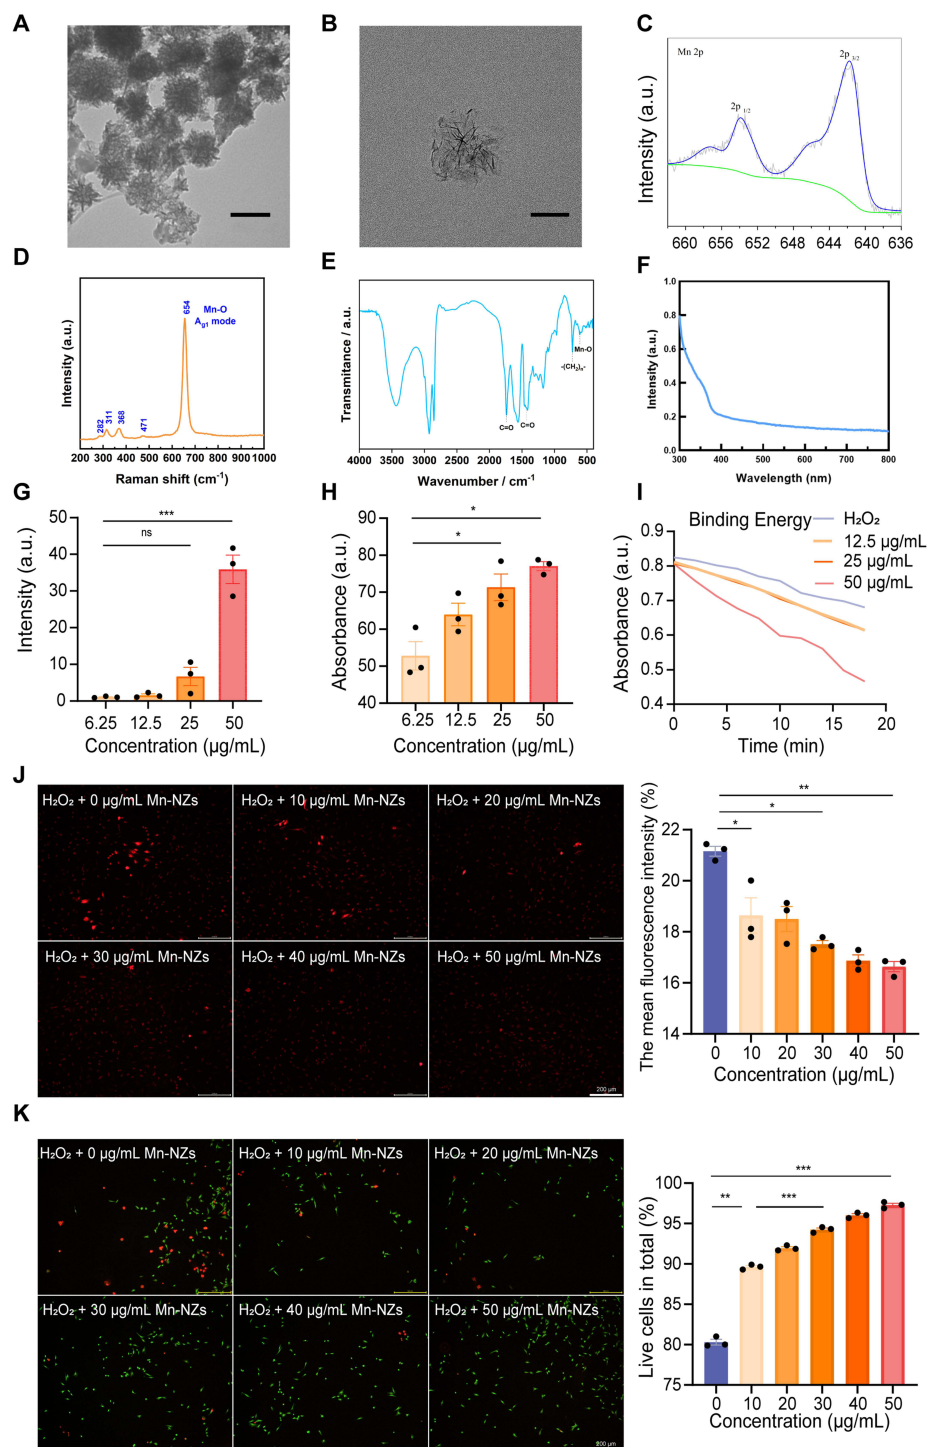 A
B
C
Mn 2p
2p 3/2
2p 1/2
Intensity (a.u.)
660 656 652 648 644 640 636
D
654
Mn-O
Ag1 mode
282
311
368
471
Intensity (a.u.)
200 300 400 500 600 700 800 900 1000
Raman shift (cm-1)
E
Transmitance / a.u.
Mn-O
-(CH2)n-
C=O
C=O
4000 3500 3000 2500 2000 1500 1000 500
Wavenumber / cm-1
F
Intensity (a.u.)
1.0
0.8
0.6
0.4
0.2
0.0
300 400 500 600 700 800
Wavelength (nm)
G
Intensity (a.u.)
50
40
30
20
10
0
***
ns
6.25 12.5 25 50
Concentration (µg/mL)
H
Absorbance (a.u.)
90
80
70
60
50
40
*
*
6.25 12.5 25 50
Concentration (µg/mL)
I
Binding Energy
H₂O₂
12.5 µg/mL
25 µg/mL
50 µg/mL
Absorbance (a.u.)
0.9
0.8
0.7
0.6
0.5
0.4
0 5 10 15 20
Time (min)
J
H₂O₂ + 0 µg/mL Mn-NZs
H₂O₂ + 10 µg/mL Mn-NZs
H₂O₂ + 20 µg/mL Mn-NZs
H₂O₂ + 30 µg/mL Mn-NZs
H₂O₂ + 40 µg/mL Mn-NZs
H₂O₂ + 50 µg/mL Mn-NZs
200 µm
The mean fluorescence intensity (%)
22
20
18
16
14
**
*
*
0 10 20 30 40 50
Concentration (µg/mL)
K
H₂O₂ + 0 µg/mL Mn-NZs
H₂O₂ + 10 µg/mL Mn-NZs
H₂O₂ + 20 µg/mL Mn-NZs
H₂O₂ + 30 µg/mL Mn-NZs
H₂O₂ + 40 µg/mL Mn-NZs
H₂O₂ + 50 µg/mL Mn-NZs
200 µm
Live cells in total (%)
100
95
90
85
80
75
***
**
***
0 10 20 30 40 50
Concentration (µg/mL)